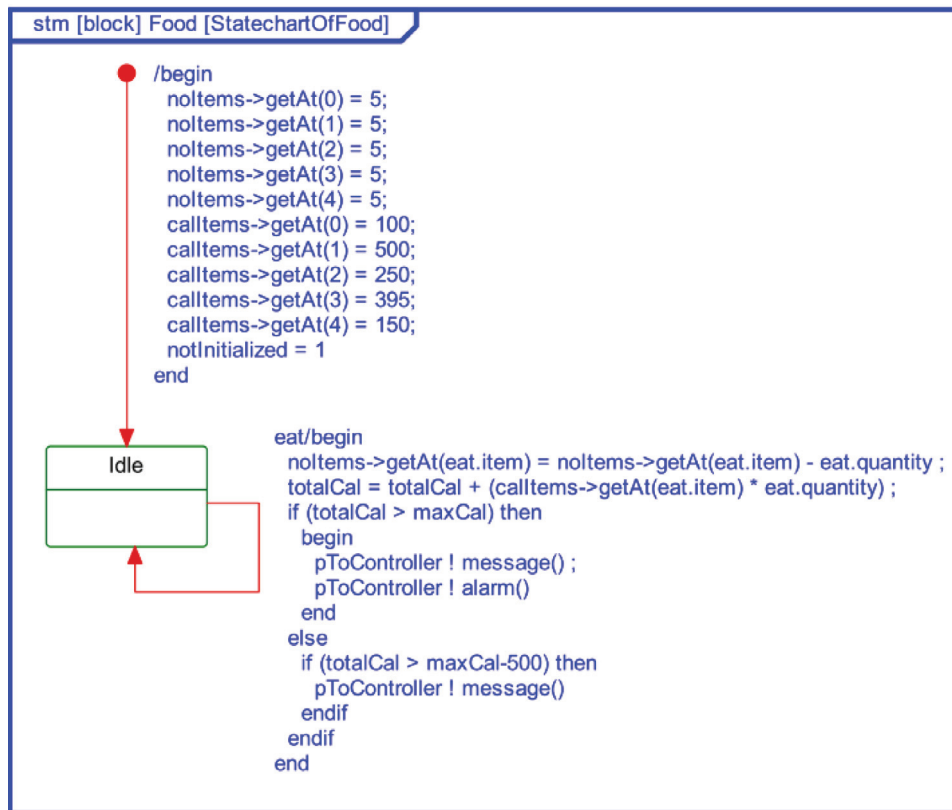 stm [block] Food [StatechartOfFood]
/begin
noItems->getAt(0) = 5;
noItems->getAt(1) = 5;
noItems->getAt(2) = 5;
noItems->getAt(3) = 5;
noItems->getAt(4) = 5;
calItems->getAt(0) = 100;
calItems->getAt(1) = 500;
calItems->getAt(2) = 250;
calItems->getAt(3) = 395;
calItems->getAt(4) = 150;
notInitialized = 1
end
Idle
eat/begin
noItems->getAt(eat.item) = noItems->getAt(eat.item) - eat.quantity ;
totalCal = totalCal + (calItems->getAt(eat.item) * eat.quantity) ;
if (totalCal > maxCal) then
begin
pToController ! message() ;
pToController ! alarm()
end
else
if (totalCal > maxCal-500) then
pToController ! message()
endif
endif
end